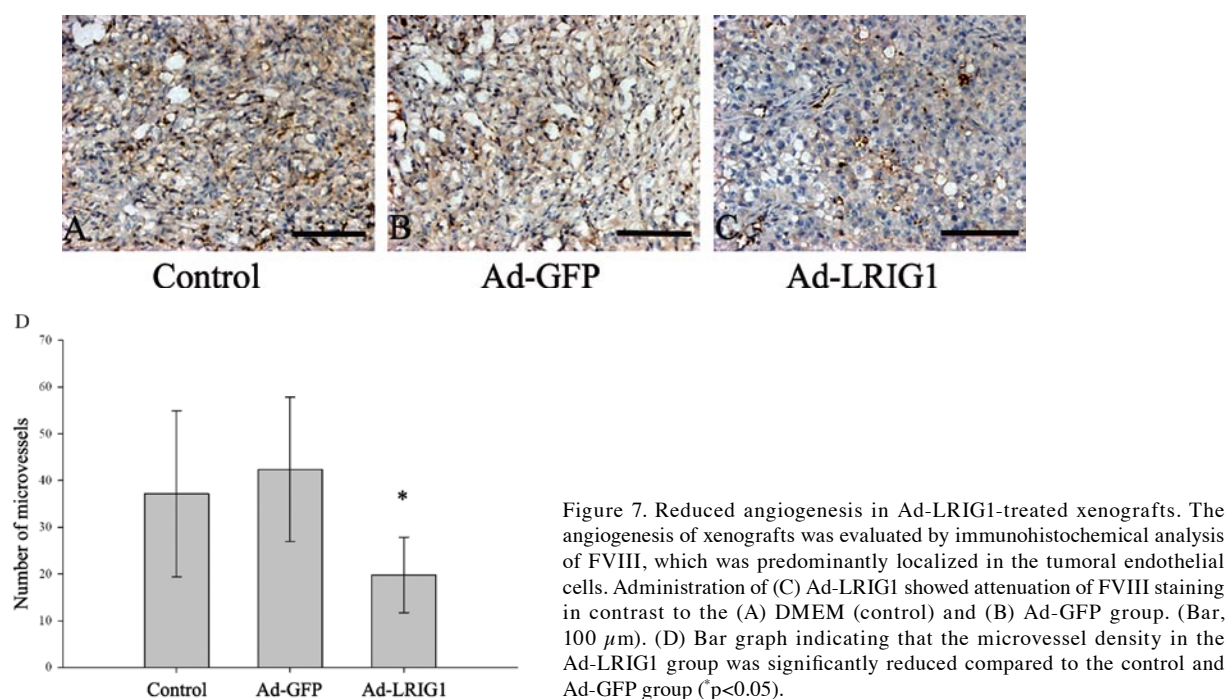 A
B
C
Control
Ad-GFP
Ad-LRIG1
D
70
60
50
40
30
20
10
0
Number of microvessels
*
Control
Ad-GFP
Ad-LRIG1
Figure 7. Reduced angiogenesis in Ad-LRIG1-treated xenografts. The
angiogenesis of xenografts was evaluated by immunohistochemical analysis
of FVIII, which was predominantly localized in the tumoral endothelial
cells. Administration of (C) Ad-LRIG1 showed attenuation of FVIII staining
in contrast to the (A) DMEM (control) and (B) Ad-GFP group. (Bar,
100 µm). (D) Bar graph indicating that the microvessel density in the
Ad-LRIG1 group was significantly reduced compared to the control and
Ad-GFP group (*p<0.05).